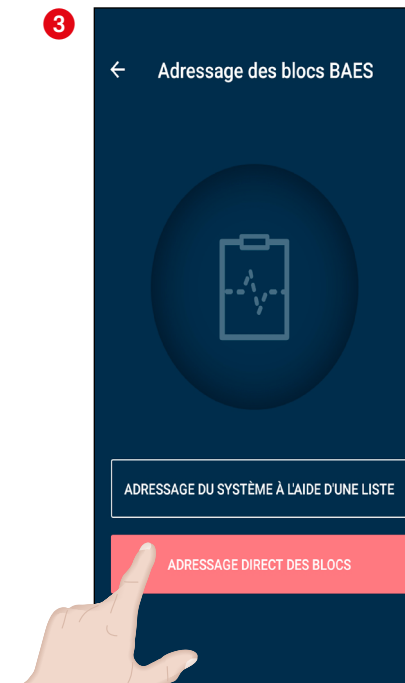 3
Adressage des blocs BAES
ADRESSAGE DU SYSTÈME À L'AIDE D'UNE LISTE
ADRESSAGE DIRECT DES BLOCS